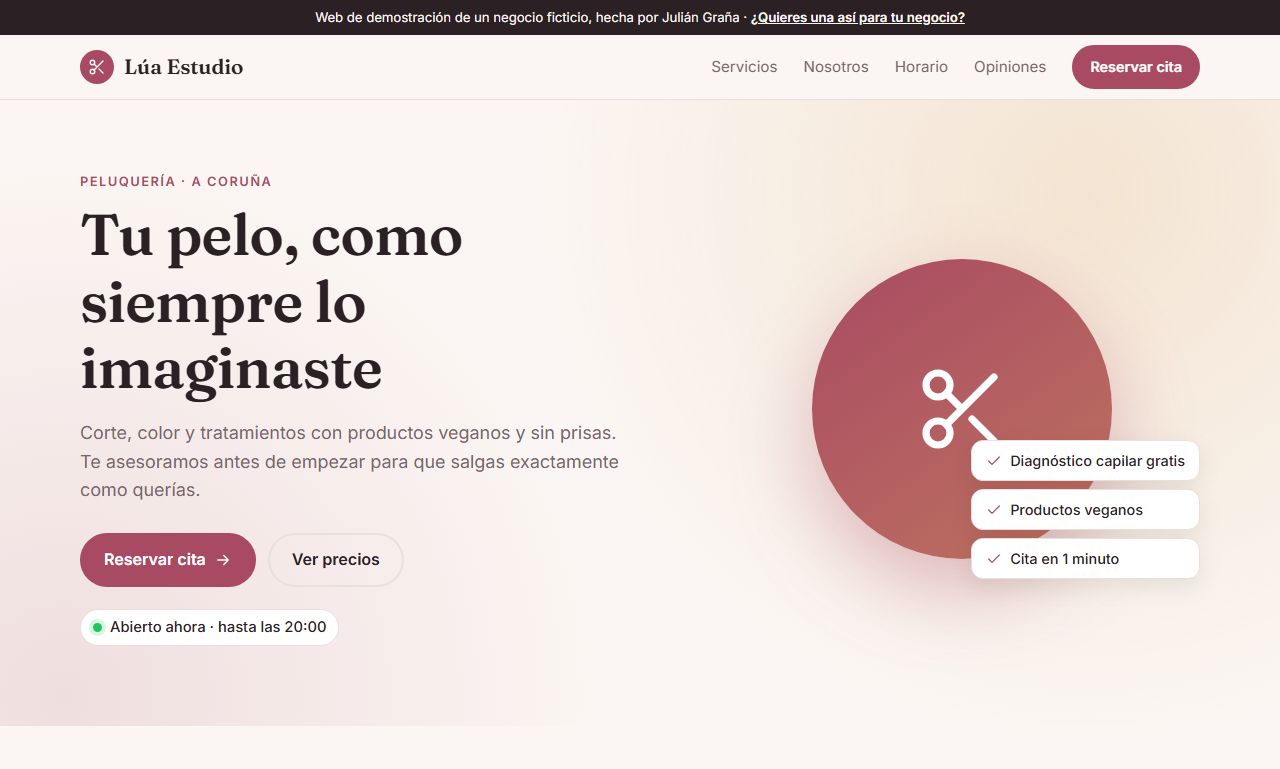 Web de demostración de un negocio ficticio, hecha por Julián Graña · ¿Quieres una así para tu negocio?
Lúa Estudio
Servicios
Nosotros
Horario
Opiniones
Reservar cita
PELUQUERÍA · A CORUÑA
Tu pelo, como
siempre lo
imaginaste
Corte, color y tratamientos con productos veganos y sin prisas.
Te asesoramos antes de empezar para que salgas exactamente
como querías.
Reservar cita →
Ver precios
Abierto ahora · hasta las 20:00
Diagnóstico capilar gratis
Productos veganos
Cita en 1 minuto